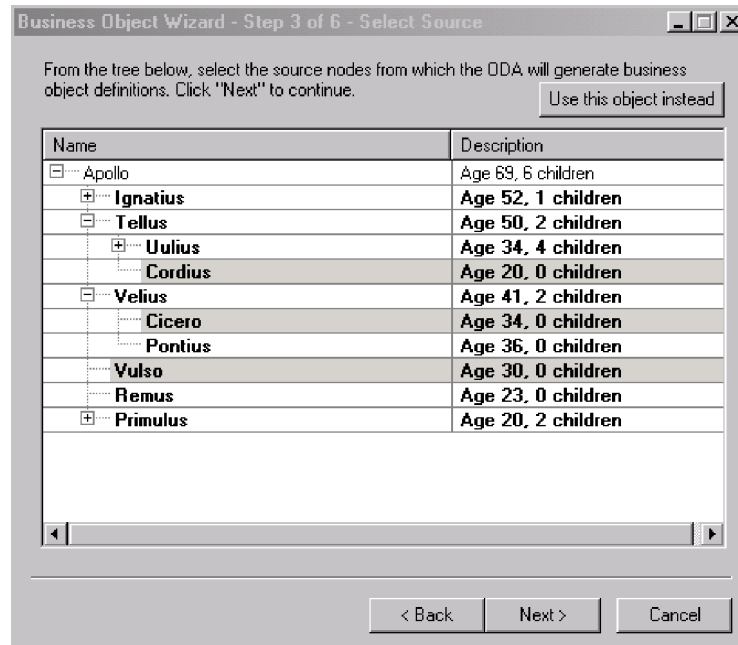 Business Object Wizard - Step 3 of 6 - Select Source
From the tree below, select the source nodes from which the ODA will generate business
object definitions. Click "Next" to continue.
Use this object instead
Name Description
Apollo Age 69, 6 children
Ignatius Age 52, 1 children
Tellus Age 50, 2 children
Uulius Age 34, 4 children
Cordius Age 20, 0 children
Velius Age 41, 2 children
Cicero Age 34, 0 children
Pontius Age 36, 0 children
Vulso Age 30, 0 children
Remus Age 23, 0 children
Primulus Age 20, 2 children
< Back Next > Cancel